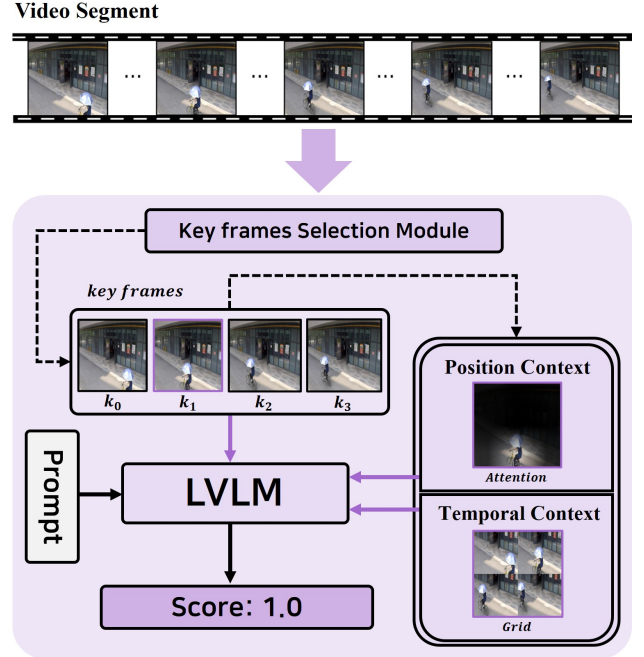 Video Segment
... ... ... ...
Key frames Selection Module
key frames
k0 k1 k2 k3
Position Context
Attention
Prompt
LVLM
Temporal Context
Grid
Score: 1.0